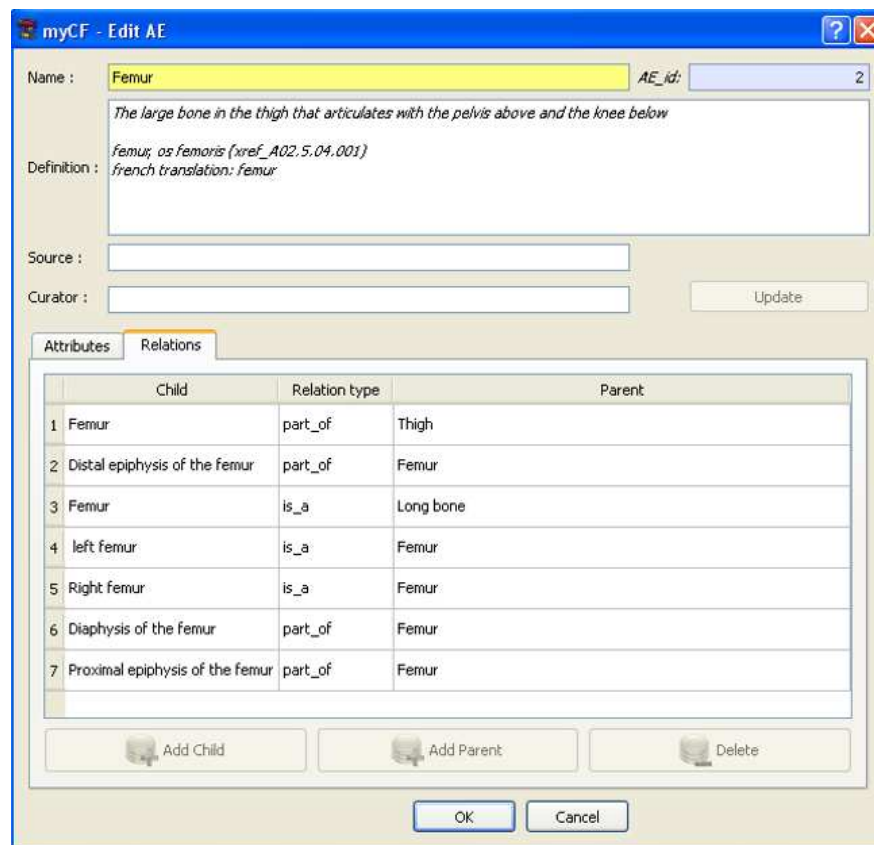 myCF - Edit AE
Name : Femur AE_id: 2
The large bone in the thigh that articulates with the pelvis above and the knee below
femur, os femoris (xref_A02.5.04.001)
Definition : french translation: femur
Source :
Curator : Update
Attributes Relations
Child Relation type Parent
1 Femur part_of Thigh
2 Distal epiphysis of the femur part_of Femur
3 Femur is_a Long bone
4 left femur is_a Femur
5 Right femur is_a Femur
6 Diaphysis of the femur part_of Femur
7 Proximal epiphysis of the femur part_of Femur
Add Child Add Parent Delete
OK Cancel